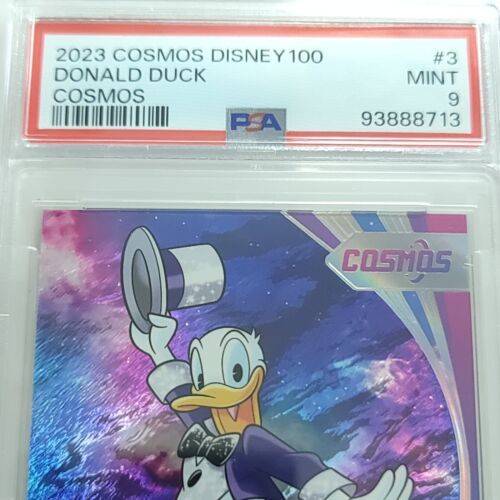 2023 COSMOS DISNEY100 #3
DONALD DUCK MINT
COSMOS 9
PSA 93888713
COSMOS